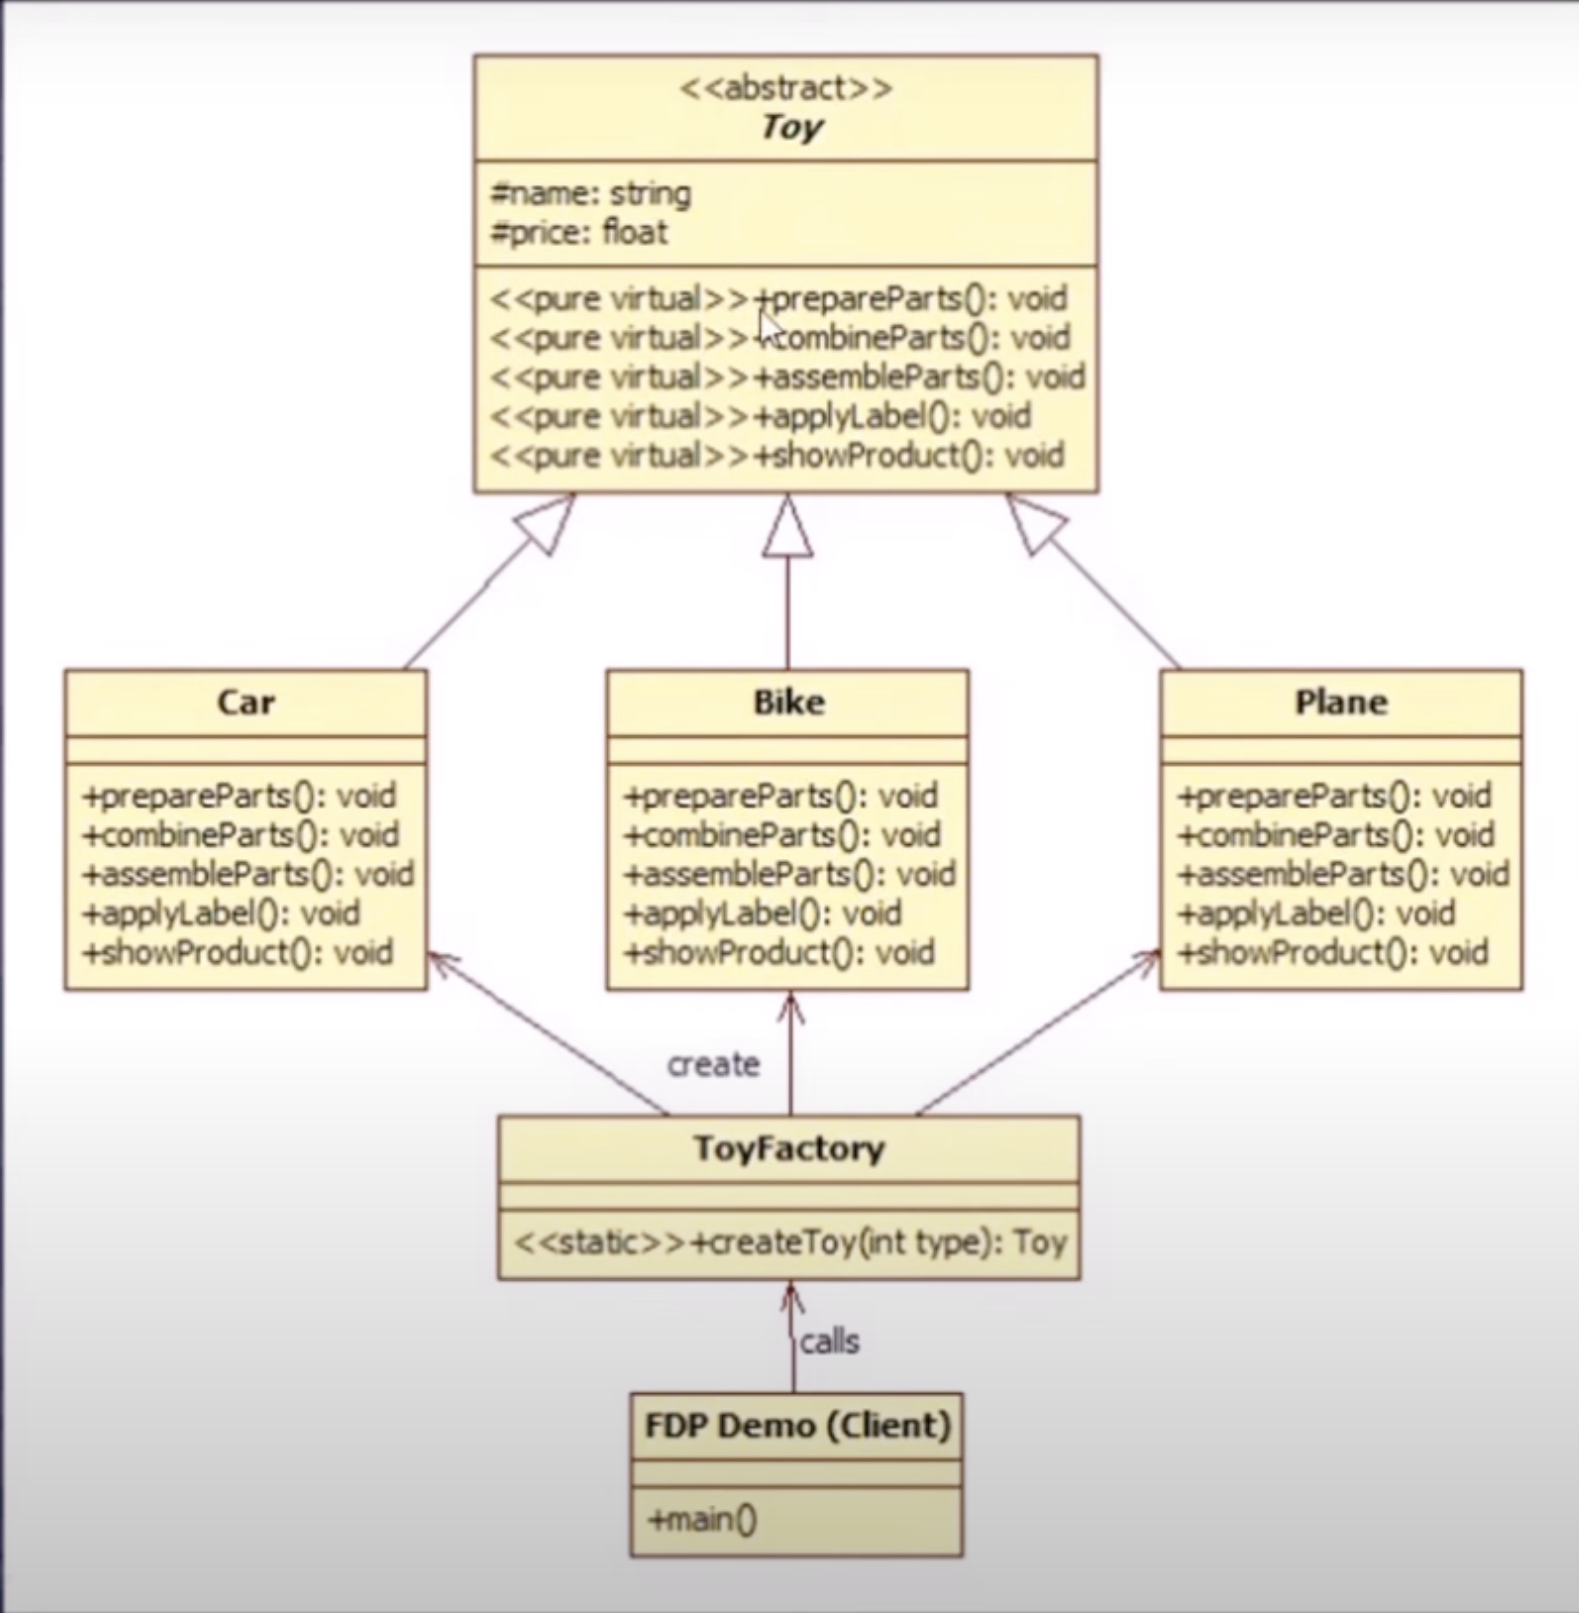 <<abstract>>
Toy
#name: string
#price: float
<<pure virtual>>+prepareParts(): void
<<pure virtual>>+combineParts(): void
<<pure virtual>>+assembleParts(): void
<<pure virtual>>+applyLabel(): void
<<pure virtual>>+showProduct(): void
Car
+prepareParts(): void
+combineParts(): void
+assembleParts(): void
+applyLabel(): void
+showProduct(): void
Bike
+prepareParts(): void
+combineParts(): void
+assembleParts(): void
+applyLabel(): void
+showProduct(): void
Plane
+prepareParts(): void
+combineParts(): void
+assembleParts(): void
+applyLabel(): void
+showProduct(): void
create
ToyFactory
<<static>>+createToy(int type): Toy
calls
FDP Demo (Client)
+main()